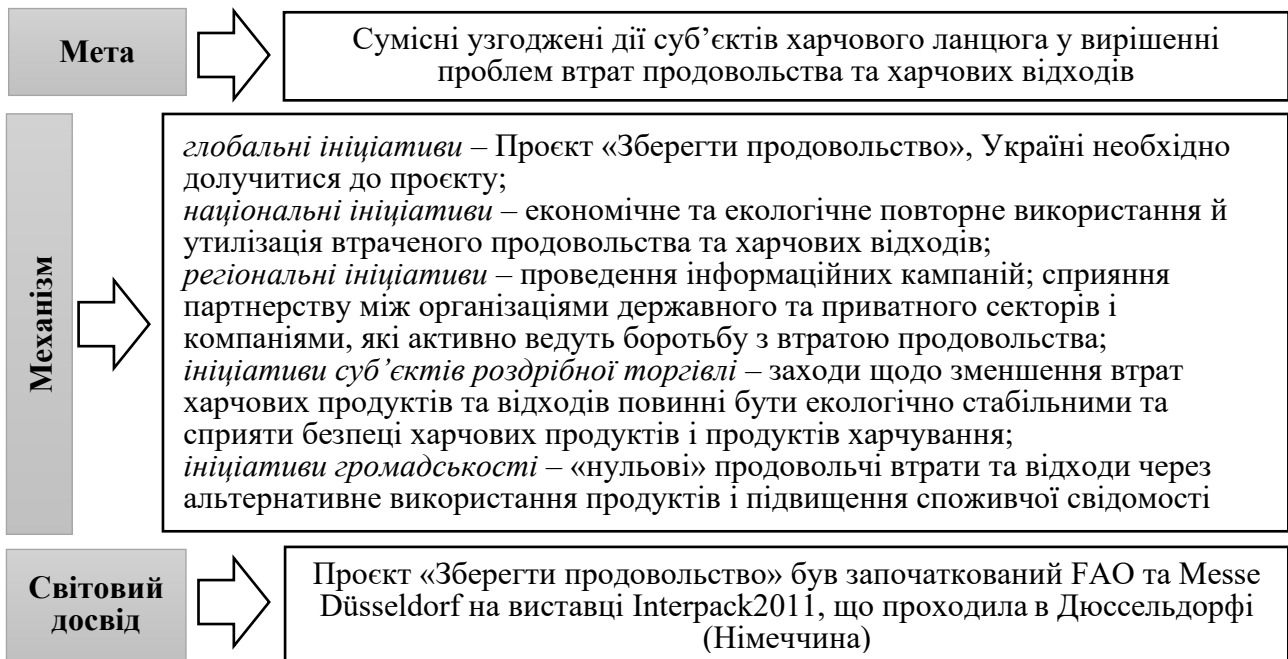 Мета
Сумісні узгоджені дії суб’єктів харчового ланцюга у вирішенні
проблем втрат продовольства та харчових відходів
Механізм
глобальні ініціативи – Проєкт «Зберегти продовольство», Україні необхідно
долучитися до проєкту;
національні ініціативи – економічне та екологічне повторне використання й
утилізація втраченого продовольства та харчових відходів;
регіональні ініціативи – проведення інформаційних кампаній; сприяння
партнерству між організаціями державного та приватного секторів і
компаніями, які активно ведуть боротьбу з втратою продовольства;
ініціативи суб’єктів роздрібної торгівлі – заходи щодо зменшення втрат
харчових продуктів та відходів повинні бути екологічно стабільними та
сприяти безпеці харчових продуктів і продуктів харчування;
ініціативи громадськості – «нульові» продовольчі втрати та відходи через
альтернативне використання продуктів і підвищення споживчої свідомості
Світовий
досвід
Проєкт «Зберегти продовольство» був започаткований FAO та Messe
Düsseldorf на виставці Interpack2011, що проходила в Дюссельдорфі
(Німеччина)